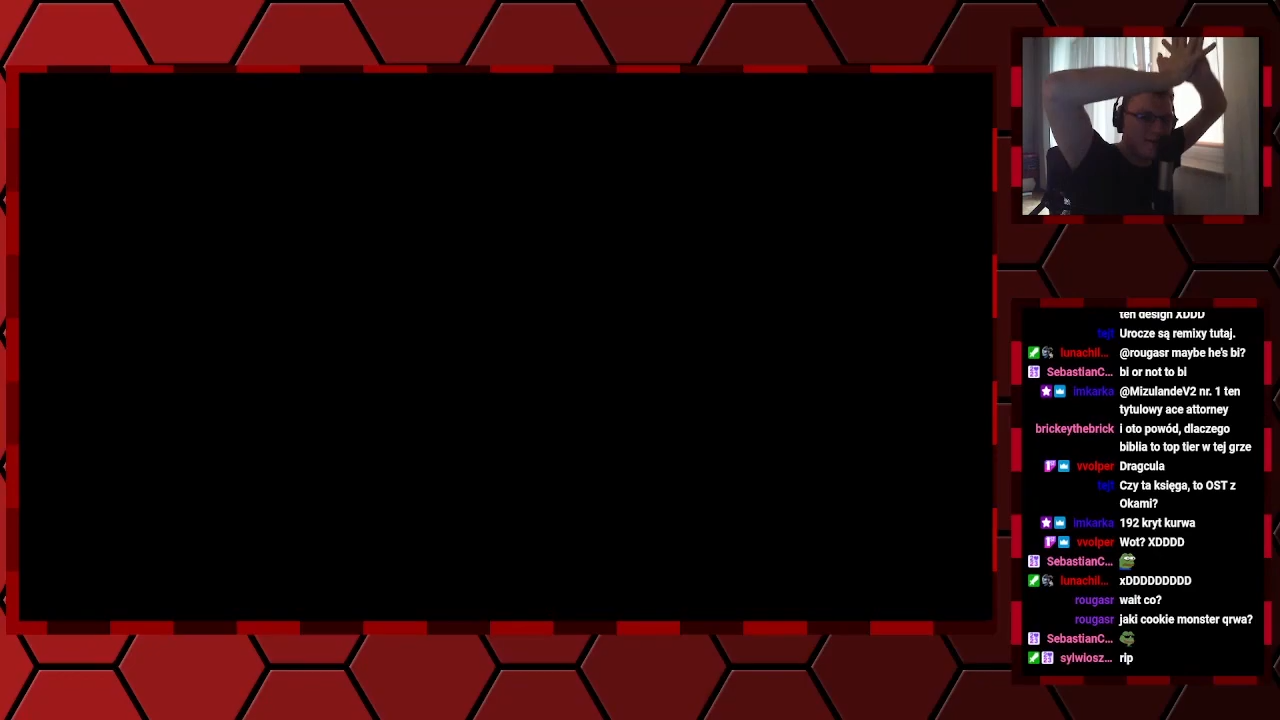 ten design XDDD
tejt Urocze są remixy tutaj.
lunachil... @rougasr maybe he's bi?
SebastianC... bi or not to bi
imkarka @MizulandeV2 nr. 1 ten
tytulowy ace attorney
brickeythebrick i oto powód, dlaczego
biblia to top tier w tej grze
vvolper Dragcula
tejt Czy ta księga, to OST z
Okami?
imkarka 192 kryt kurwa
vvolper Wot? XDDDD
SebastianC...
lunachil... xDDDDDDDDD
rougasr wait co?
rougasr jaki cookie monster qrwa?
SebastianC...
sylwiosz... rip